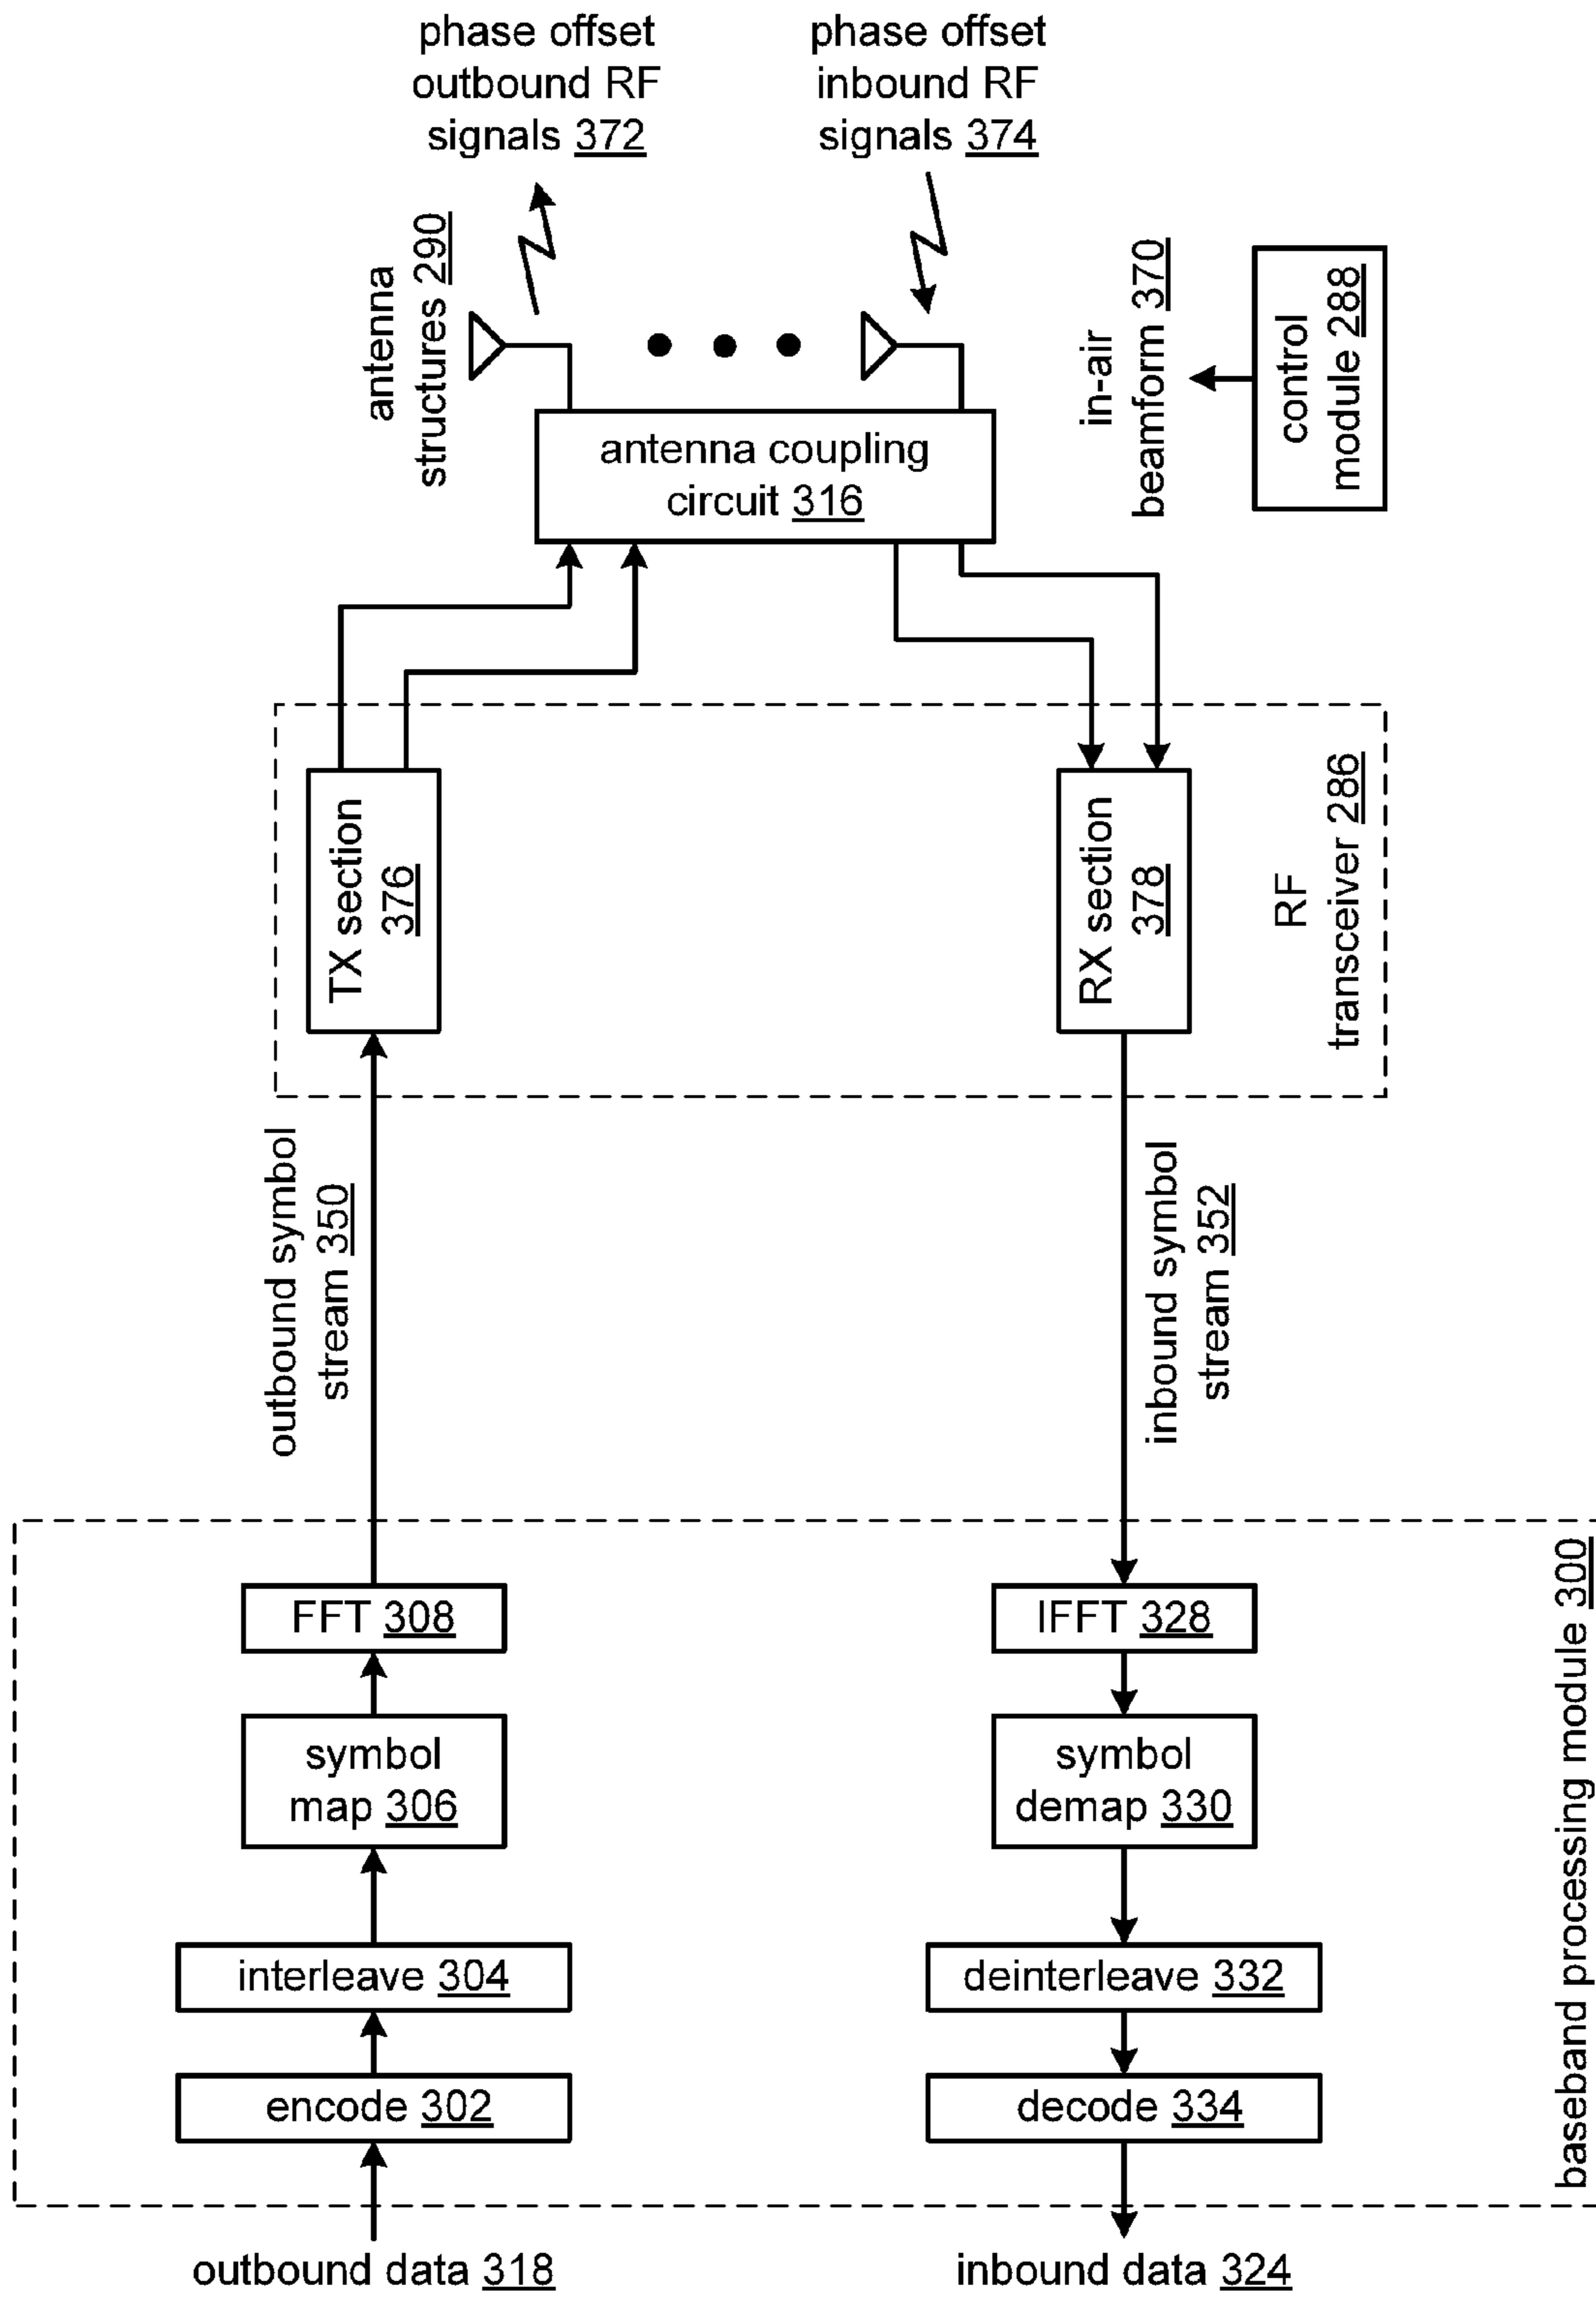 phase offset
outbound RF
signals 372
phase offset
inbound RF
signals 374
antenna
structures 290
in-air
beamform 370
control
module 288
antenna coupling
circuit 316
TX section
376
RX section
378
RF
transceiver 286
outbound symbol
stream 350
inbound symbol
stream 352
FFT 308
IFFT 328
symbol
map 306
symbol
demap 330
interleave 304
deinterleave 332
encode 302
decode 334
baseband processing module 300
outbound data 318
inbound data 324